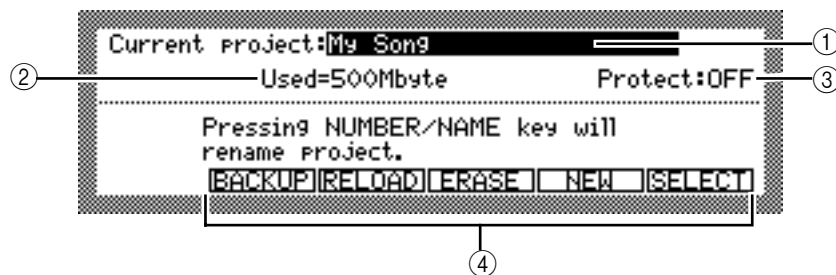 Current project:My Song
①
②
Used=500Mbyte
Protect:OFF
③
Pressing NUMBER/NAME key will
rename project.
BACKUP RELOAD ERASE NEW SELECT
④